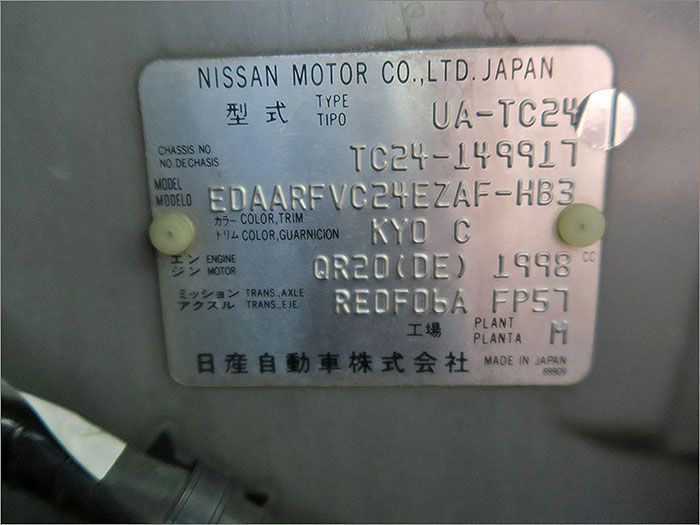 NISSAN MOTOR CO.,LTD. JAPAN
型式 TYPE TIPO UA-TC24
CHASSIS NO. NO. DE CHASIS TC24-149917
MODEL MODELO EDAARFVC24EZAF-HB3
カラー COLOR,TRIM
トリム COLOR,GUARNICION KYO C
エンジン ENGINE MOTOR QR20(DE) 1998 CC
ミッション TRANS.,AXLE
アクスル TRANS.,EJE RE0F06A FP57
工場 PLANT PLANTA M
日産自動車株式会社 MADE IN JAPAN
89909